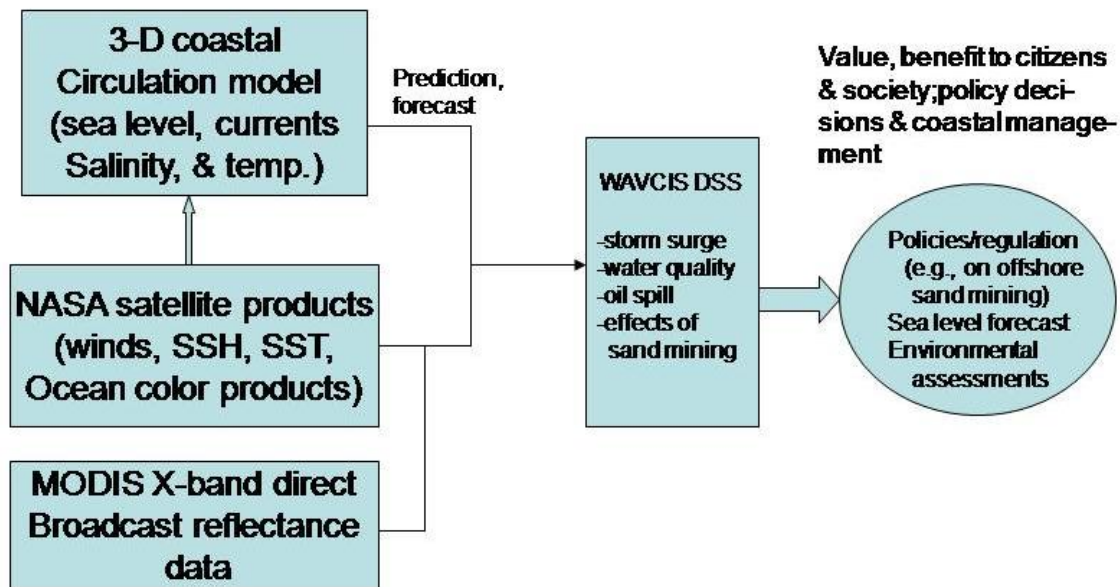 3-D coastal
Circulation model
(sea level, currents
Salinity, & temp.)
Prediction,
forecast
NASA satellite products
(winds, SSH, SST,
Ocean color products)
MODIS X-band direct
Broadcast reflectance
data
WAVCIS DSS
-storm surge
-water quality
-oil spill
-effects of
sand mining
Value, benefit to citizens
& society;policy deci-
sions & coastal manage-
ment
Policies/regulation
(e.g., on offshore
sand mining)
Sea level forecast
Environmental
assessments